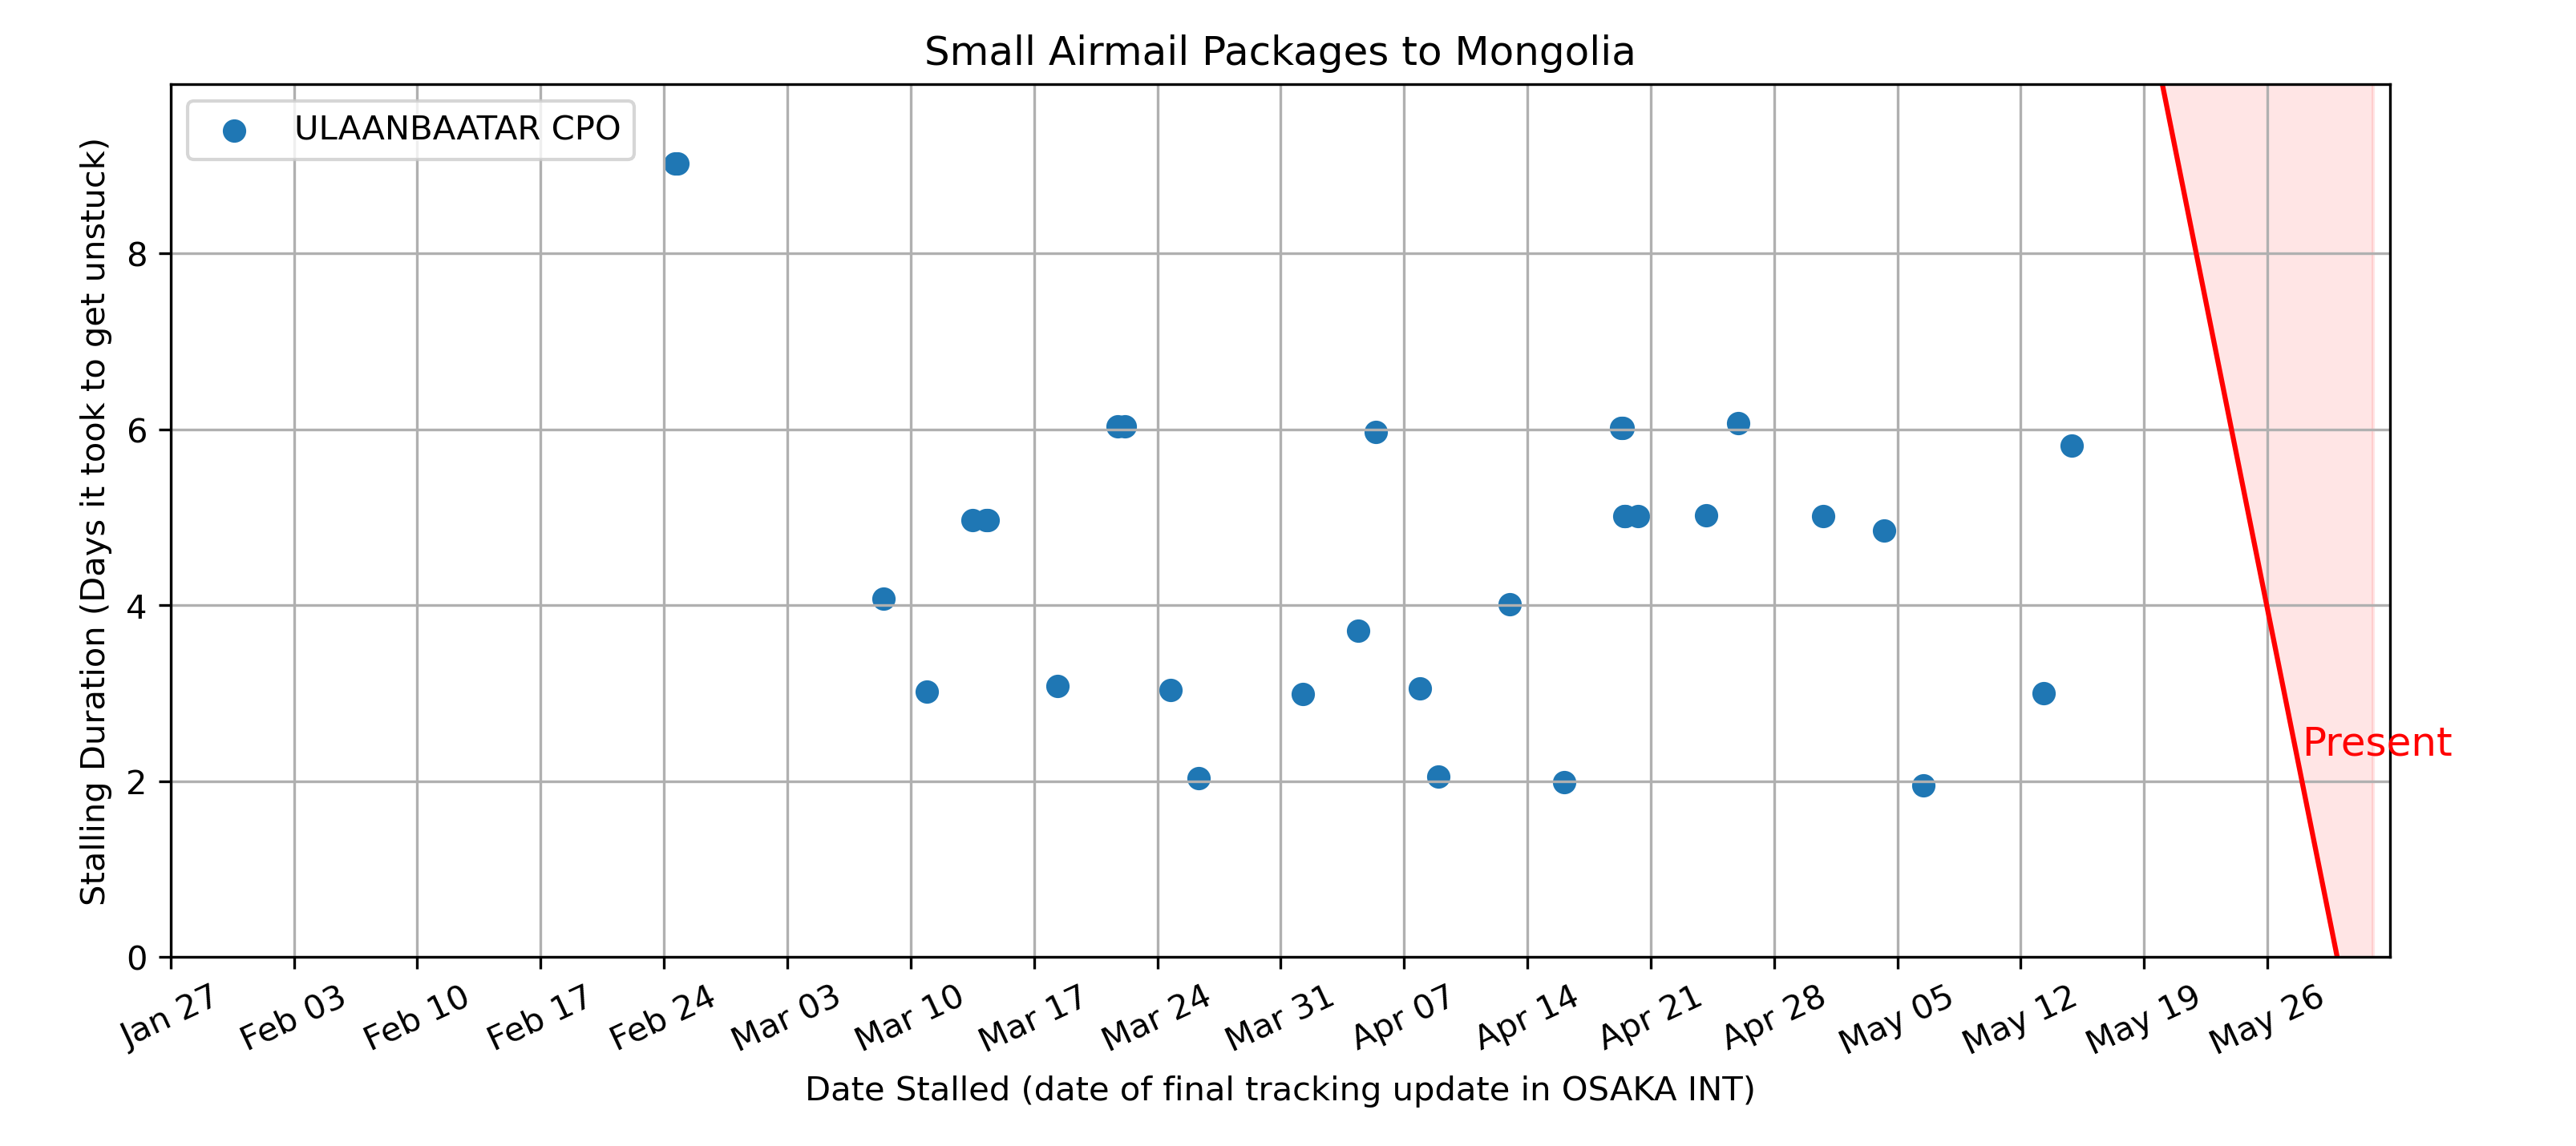 Small Airmail Packages to Mongolia
ULAANBAATAR CPO
Stalling Duration (Days it took to get unstuck)
8
6
4
2
0
Present
Jan 27
Feb 03
Feb 10
Feb 17
Feb 24
Mar 03
Mar 10
Mar 17
Mar 24
Mar 31
Apr 07
Apr 14
Apr 21
Apr 28
May 05
May 12
May 19
May 26
Date Stalled (date of final tracking update in OSAKA INT)